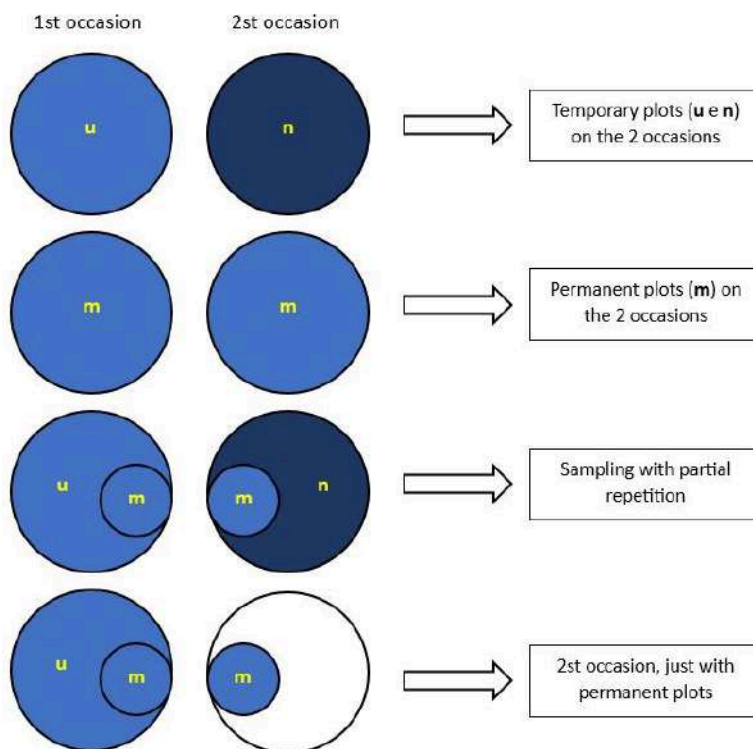 1st occasion 2nd occasion
u n
Temporary plots (u e n)
on the 2 occasions
m m
Permanent plots (m) on
the 2 occasions
u m m n
Sampling with partial
repetition
u m m
2st occasion, just with
permanent plots